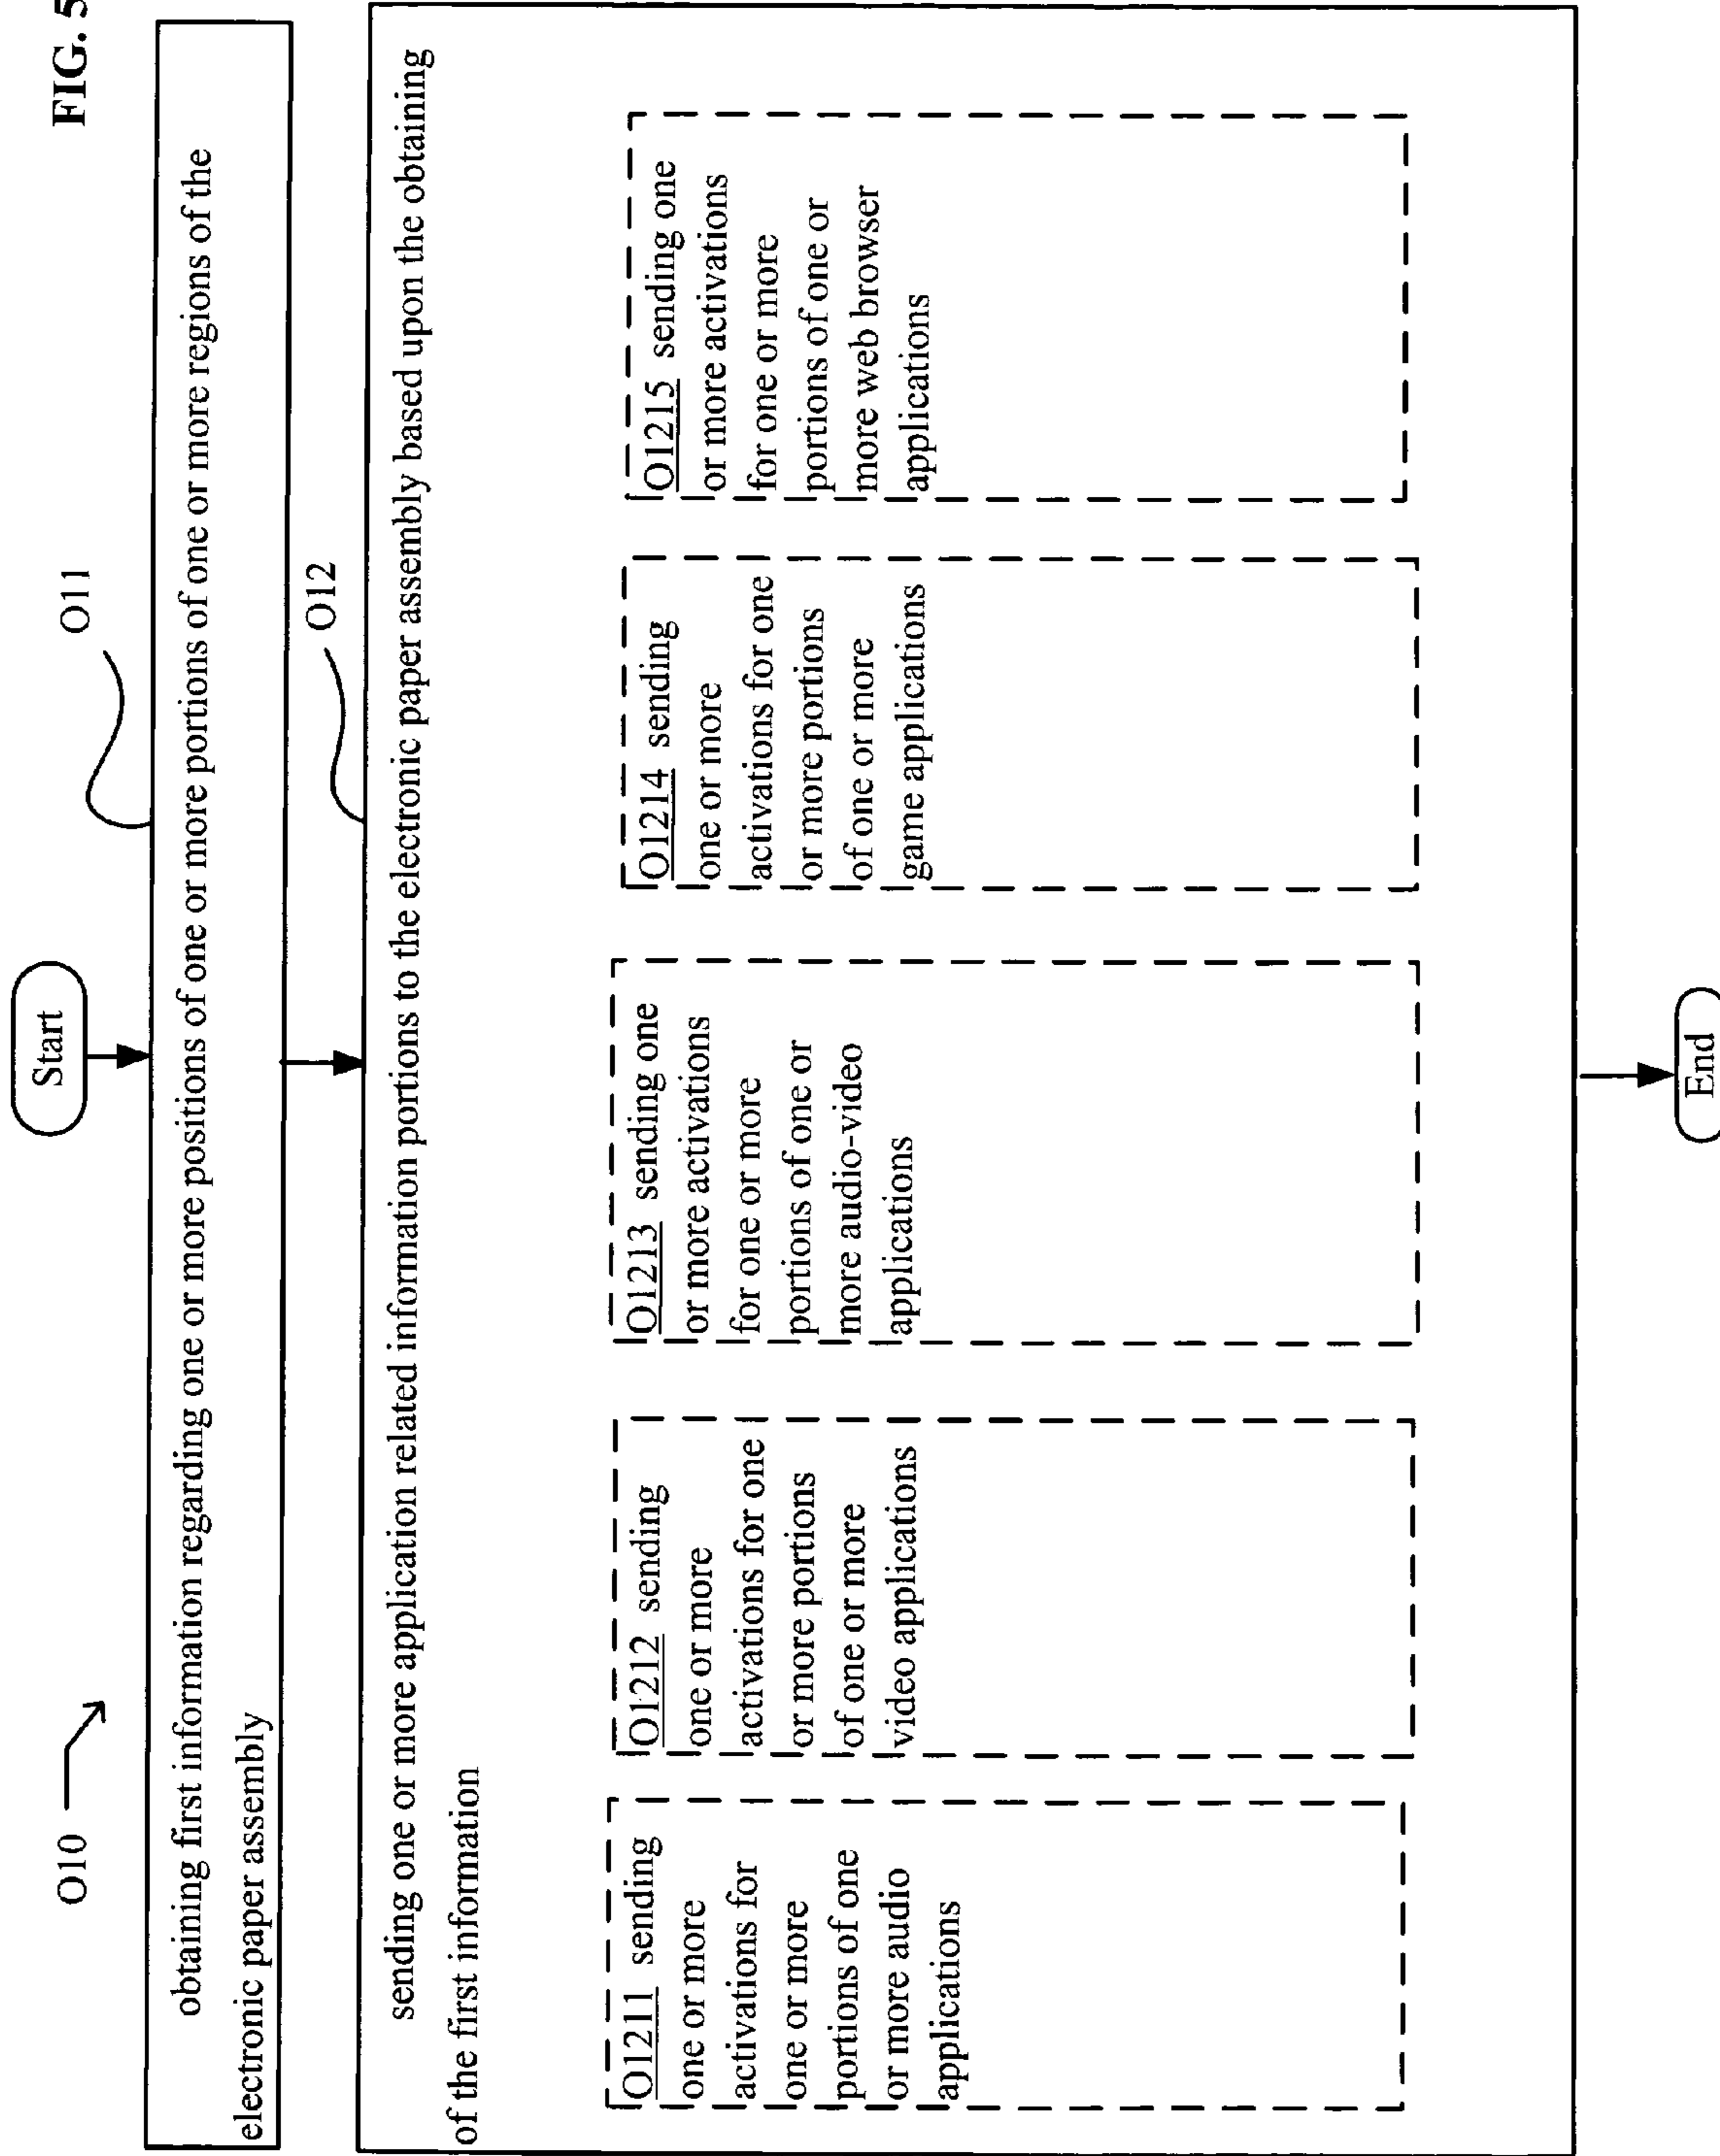 FIG. 5
Start
O10
O11
obtaining first information regarding one or more positions of one or more portions of one or more regions of the
electronic paper assembly
O12
sending one or more application related information portions to the electronic paper assembly based upon the obtaining
of the first information
O1211 sending
one or more
activations for
one or more
portions of one
or more audio
applications
O1212 sending
one or more
activations for one
or more portions
of one or more
video applications
O1213 sending one
or more activations
for one or more
portions of one or
more audio-video
applications
O1214 sending
one or more
activations for one
or more portions
of one or more
game applications
O1215 sending one
or more activations
for one or more
portions of one or
more web browser
applications
End